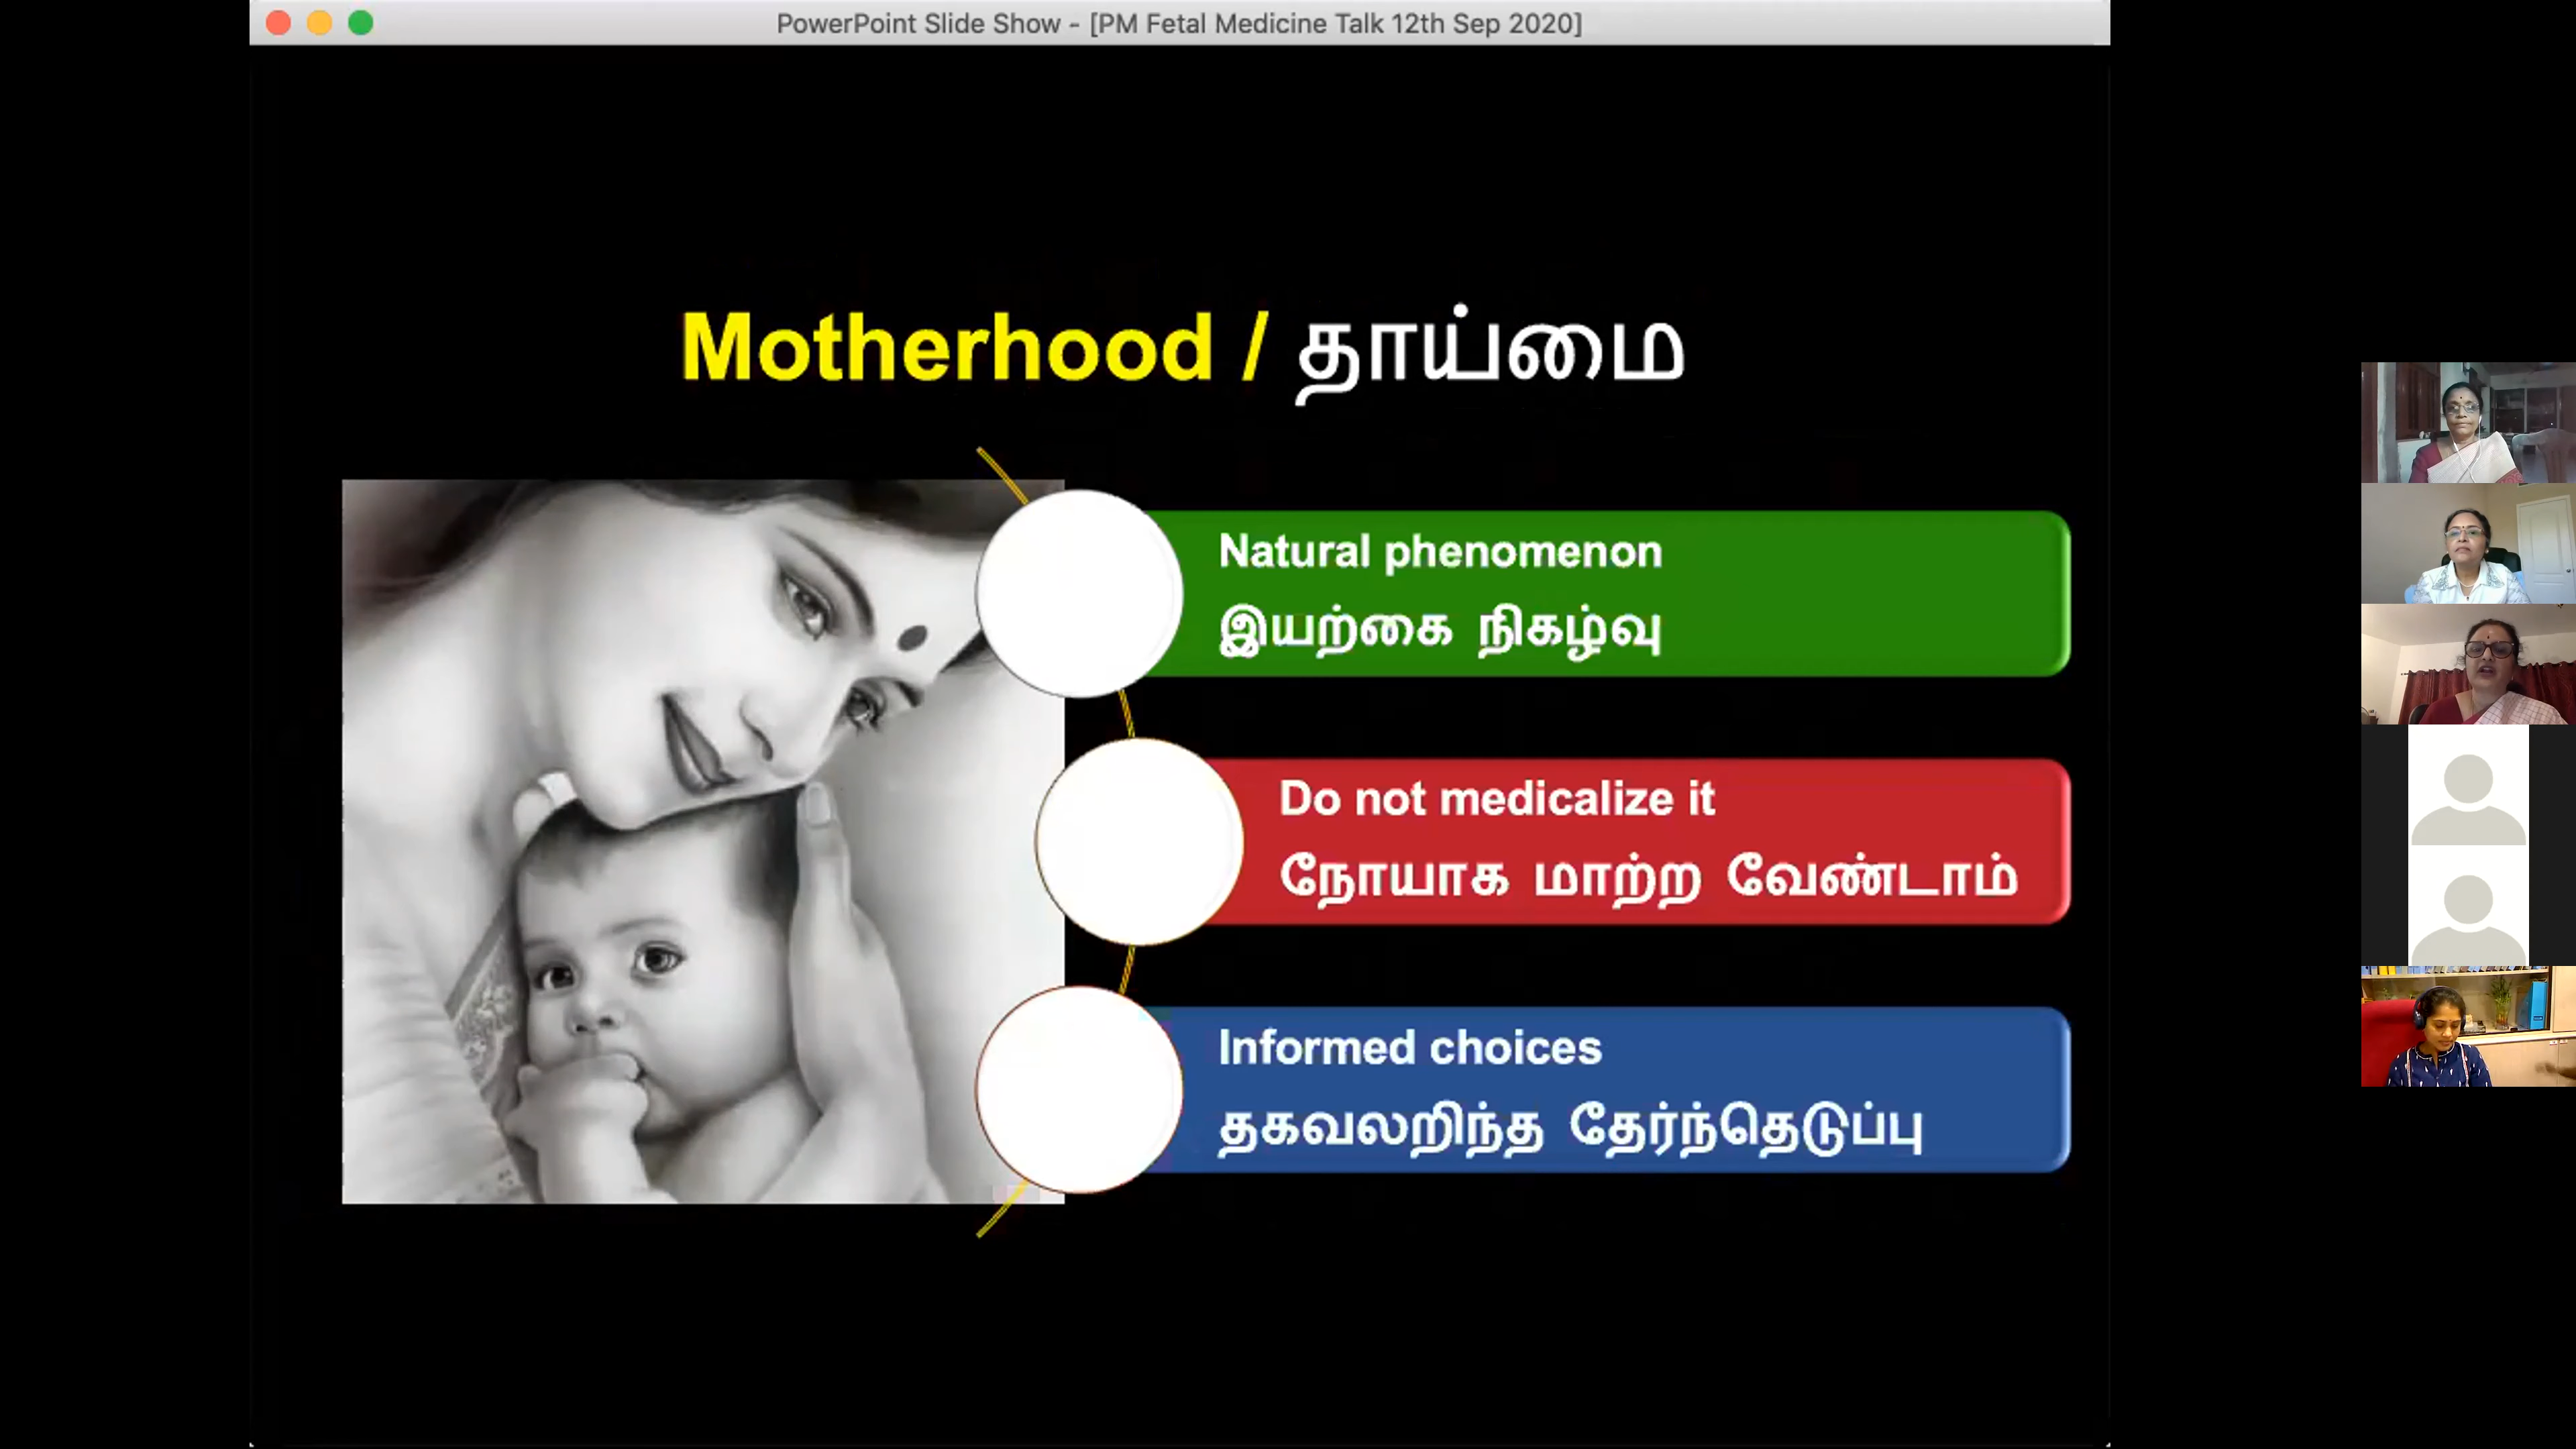 PowerPoint Slide Show - [PM Fetal Medicine Talk 12th Sep 2020]
Motherhood / தாய்மை
Natural phenomenon
இயற்கை நிகழ்வு
Do not medicalize it
நோயாக மாற்ற வேண்டாம்
Informed choices
தகவலறிந்த தேர்ந்தெடுப்பு